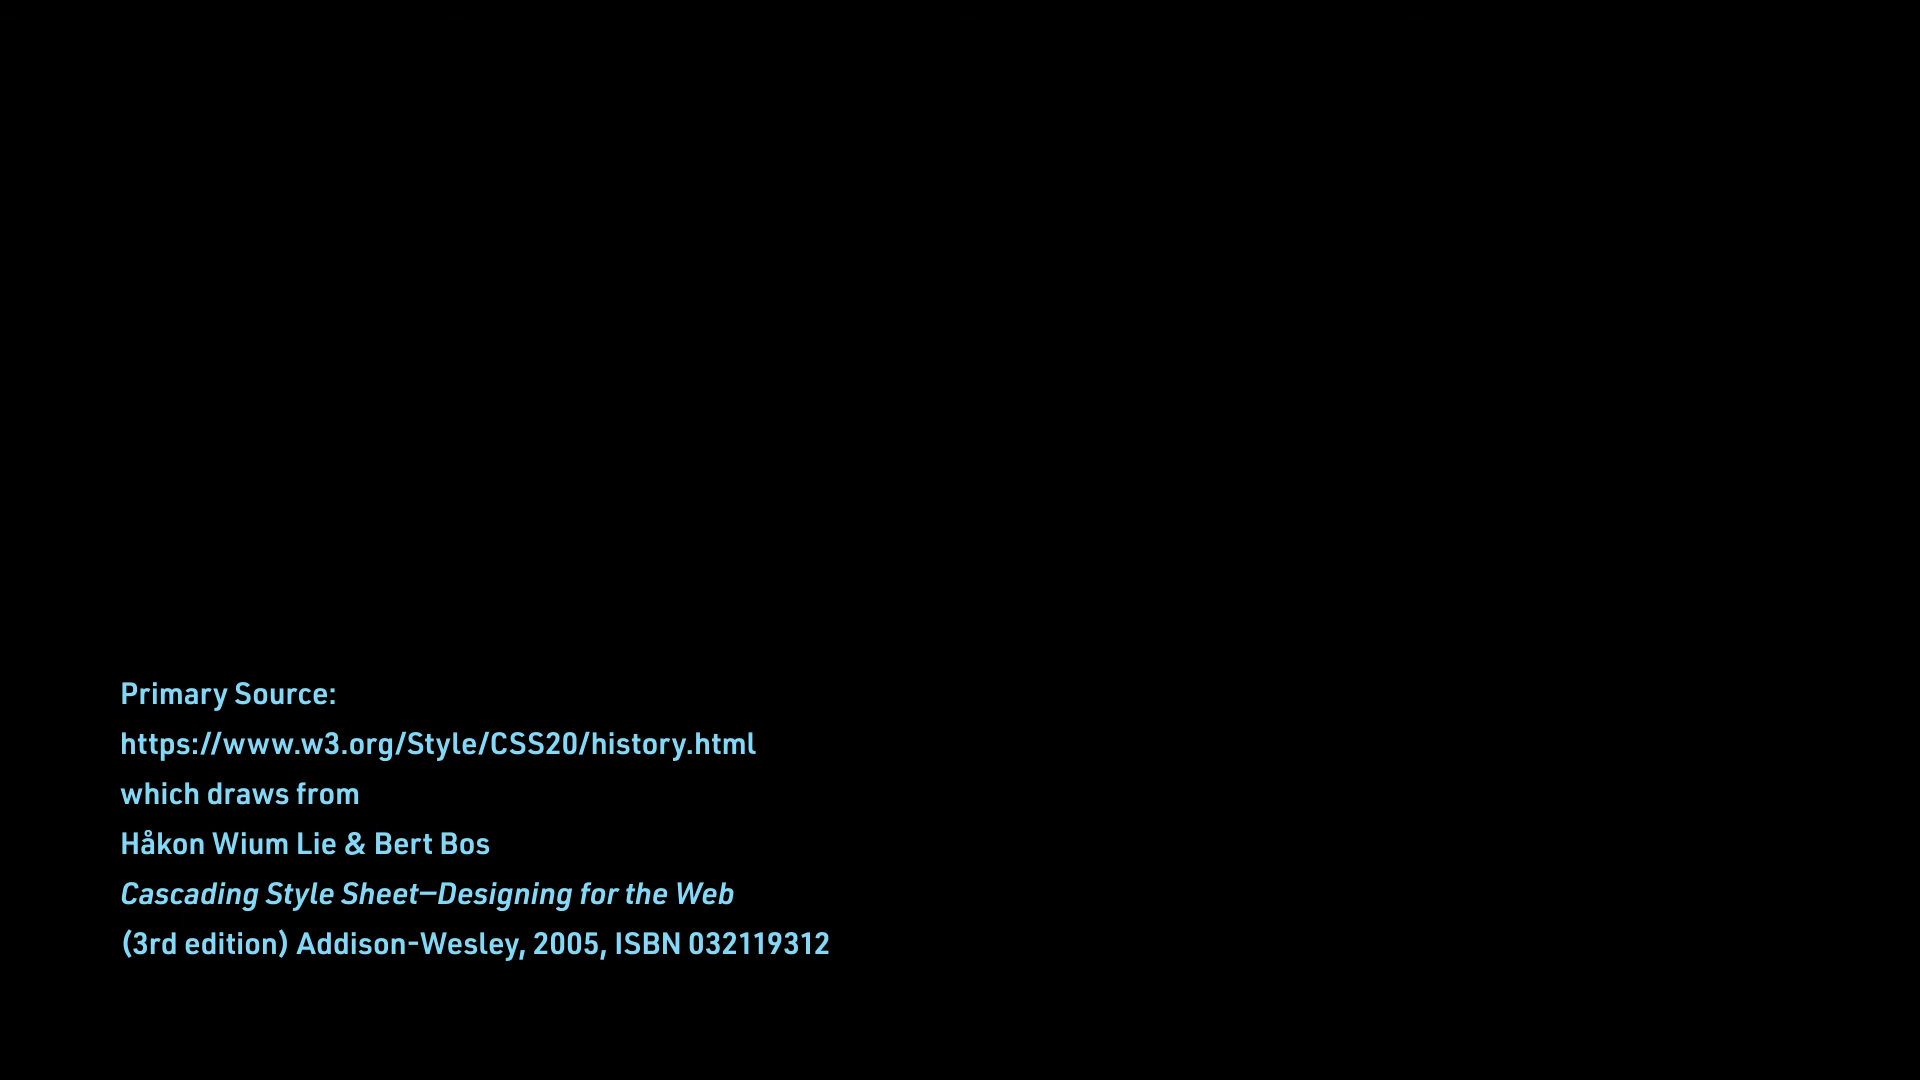 Primary Source:
https://www.w3.org/Style/CSS20/history.html
which draws from
Håkon Wium Lie & Bert Bos
Cascading Style Sheet—Designing for the Web
(3rd edition) Addison-Wesley, 2005, ISBN 032119312